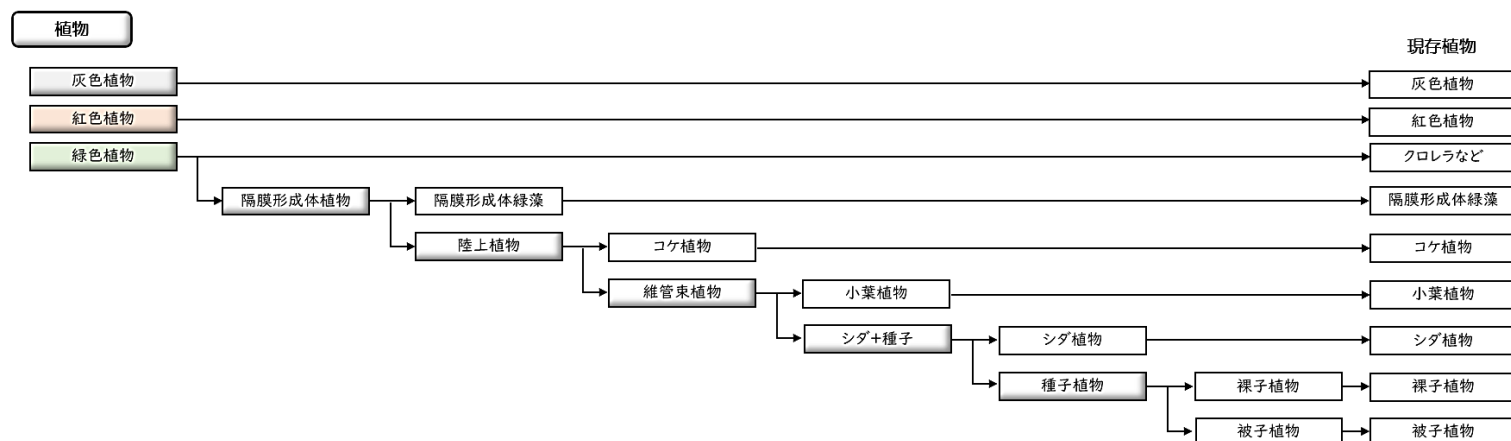 植物
現存植物
灰色植物 灰色植物
紅色植物 紅色植物
緑色植物 クロレラなど
隔膜形成体植物 隔膜形成体緑藻 隔膜形成体緑藻
陸上植物 コケ植物 コケ植物
維管束植物 小葉植物 小葉植物
シダ+種子 シダ植物 シダ植物
種子植物 裸子植物 裸子植物
被子植物 被子植物